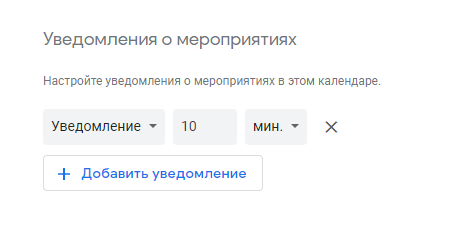 Уведомления о мероприятиях
Настройте уведомления о мероприятиях в этом календаре.
Уведомление 10 мин.
Добавить уведомление